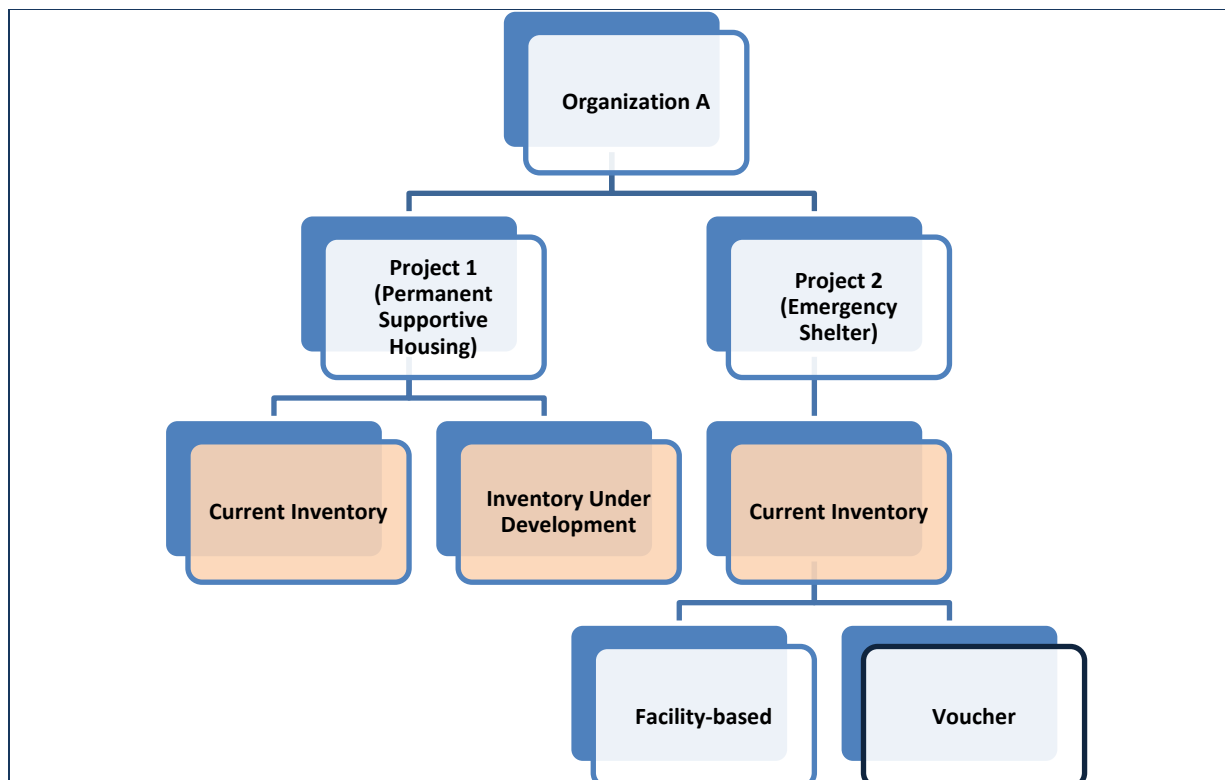 Organization A
Project 1
(Permanent
Supportive
Housing)
Project 2
(Emergency
Shelter)
Current Inventory
Inventory Under
Development
Current Inventory
Facility-based
Voucher